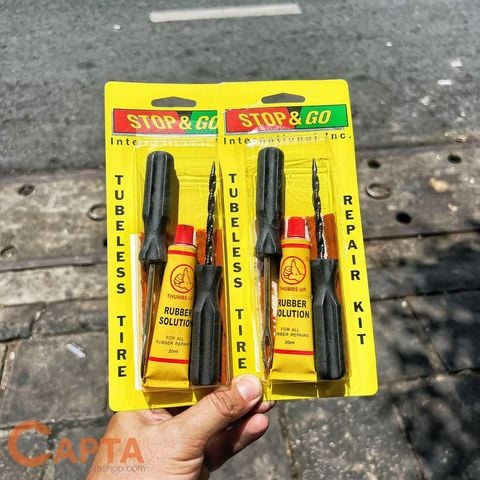 STOP & GO
International Inc.
TUBELESS TIRE
THUMBS UP
RUBBER
SOLUTION
FOR ALL
RUBBER REPAIRS
20ml
STOP & GO
International Inc.
TUBELESS TIRE
REPAIR KIT
THUMBS UP
RUBBER
SOLUTION
FOR ALL
RUBBER REPAIRS
20ml
CAPTA